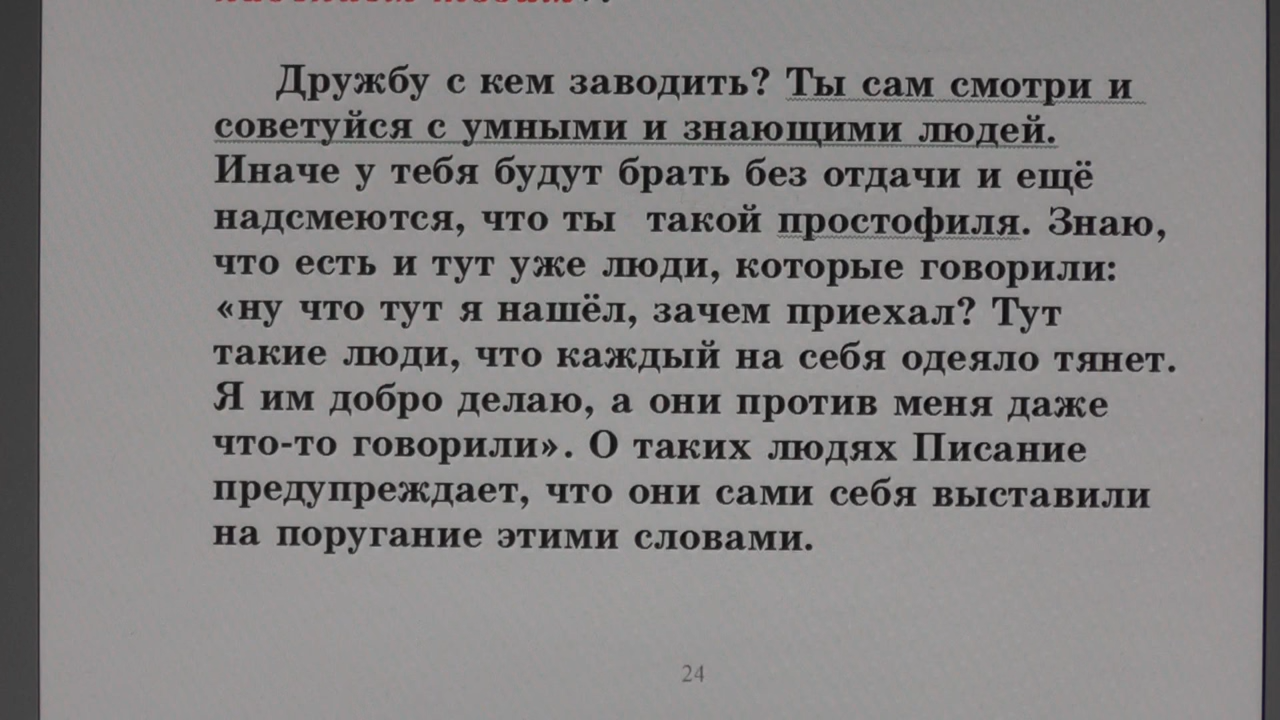 Дружбу с кем заводить? Ты сам смотри и
советуйся с умными и знающими людей.
Иначе у тебя будут брать без отдачи и ещё
надсмеются, что ты такой простофиля. Знаю,
что есть и тут уже люди, которые говорили:
«ну что тут я нашёл, зачем приехал? Тут
такие люди, что каждый на себя одеяло тянет.
Я им добро делаю, а они против меня даже
что-то говорили». О таких людях Писание
предупреждает, что они сами себя выставили
на поругание этими словами.
24